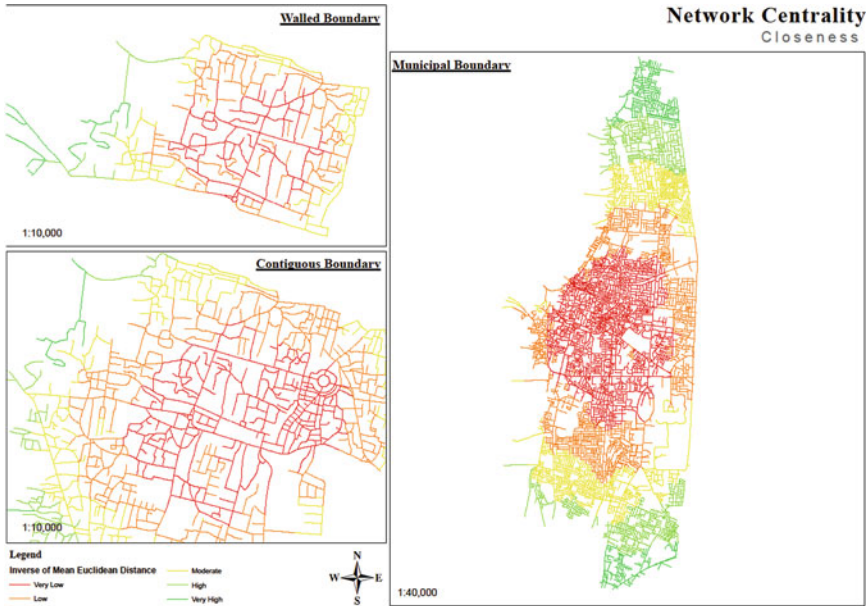 Network Centrality
Closeness
Walled Boundary
1:10,000
Contiguous Boundary
1:10,000
Municipal Boundary
1:40,000
Legend
Inverse of Mean Euclidean Distance
Very Low
Low
Moderate
High
Very High
N
W E
S